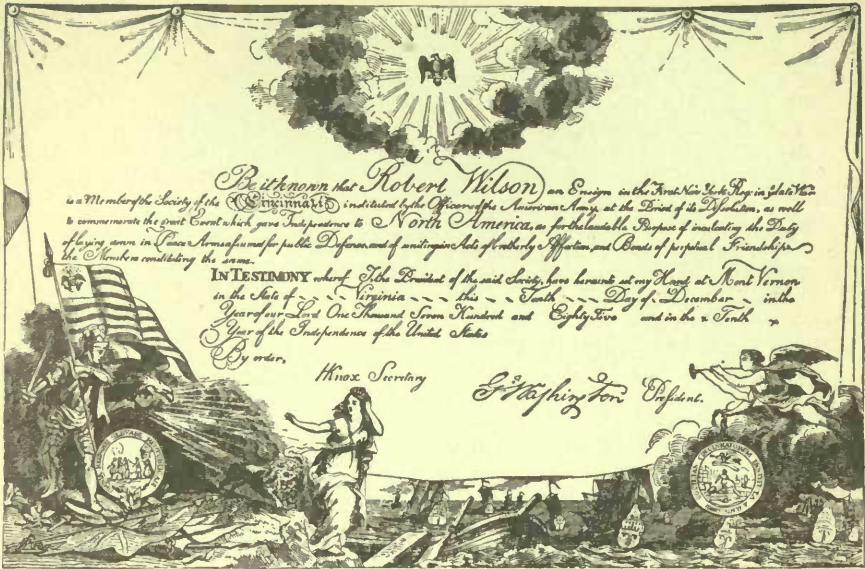 Be it known that Robert Wilson an Ensign in the First New York Reg: in ye late War
is a Member of the Society of the Cincinnati instituted by the Officers of the American Army, at the Period of its Dissolution, as well
to commemorate the great Event which gave Independence to North America, as for the laudable Purpose of inculcating the Duty
of laying down in Peace Arms assumed for public Defence, and of uniting in Acts of brotherly Affection, and Bonds of perpetual Friendship
the Members constituting the same.
IN TESTIMONY whereof I, the President of the said Society, have hereunto set my Hand at Mont Vernon
in the State of Virginia this Tenth Day of December in the
Year of our Lord One Thousand Seven Hundred and Eighty Five and in the Tenth
Year of the Independence of the United States
By order,
HKnox Secretary
Go Washington President.